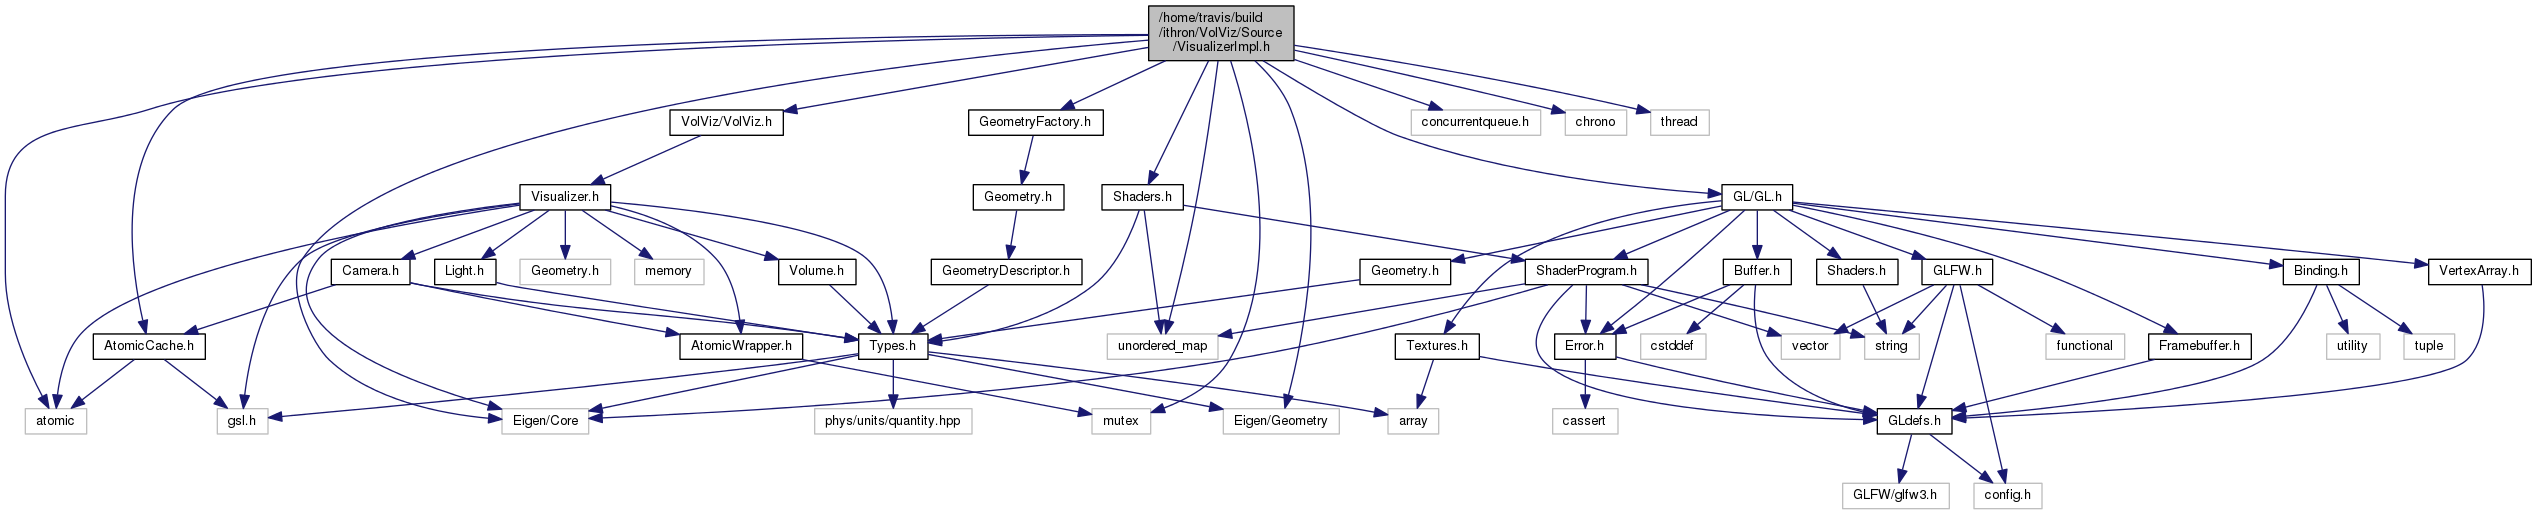 /home/travis/build
/ithron/VolViz/Source
/VisualizerImpl.h
VolViz/VolViz.h
GeometryFactory.h
concurrentqueue.h
chrono
thread
Visualizer.h
Geometry.h
Shaders.h
GL/GL.h
Camera.h
Light.h
Geometry.h
memory
Volume.h
GeometryDescriptor.h
Geometry.h
ShaderProgram.h
Buffer.h
Shaders.h
GLFW.h
Binding.h
VertexArray.h
AtomicCache.h
AtomicWrapper.h
Types.h
unordered_map
Textures.h
Error.h
cstddef
vector
string
functional
Framebuffer.h
utility
tuple
atomic
gsl.h
Eigen/Core
phys/units/quantity.hpp
mutex
Eigen/Geometry
array
cassert
GLdefs.h
GLFW/glfw3.h
config.h